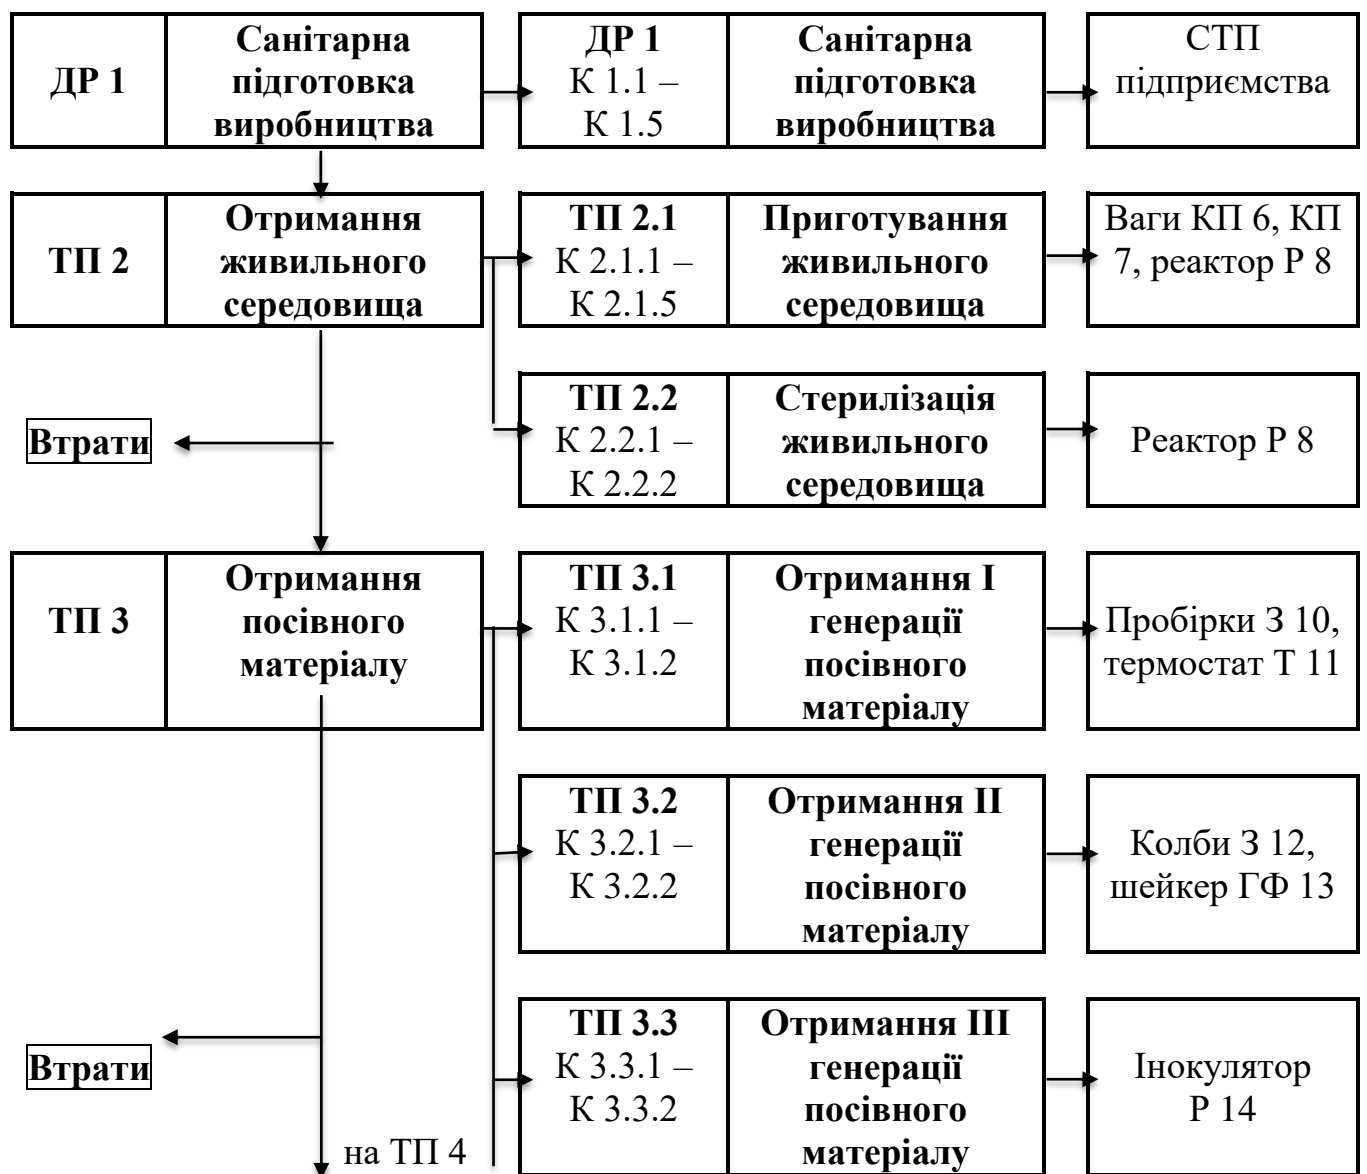 ДР 1
Санітарна
підготовка
виробництва
ДР 1
К 1.1 –
К 1.5
Санітарна
підготовка
виробництва
СТП
підприємства
ТП 2
Отримання
живильного
середовища
ТП 2.1
К 2.1.1 –
К 2.1.5
Приготування
живильного
середовища
Ваги КП 6, КП
7, реактор Р 8
Втрати
ТП 2.2
К 2.2.1 –
К 2.2.2
Стерилізація
живильного
середовища
Реактор Р 8
ТП 3
Отримання
посівного
матеріалу
ТП 3.1
К 3.1.1 –
К 3.1.2
Отримання І
генерації
посівного
матеріалу
Пробірки З 10,
термостат Т 11
ТП 3.2
К 3.2.1 –
К 3.2.2
Отримання ІІ
генерації
посівного
матеріалу
Колби З 12,
шейкер ГФ 13
Втрати
ТП 3.3
К 3.3.1 –
К 3.3.2
Отримання ІІІ
генерації
посівного
матеріалу
Інокулятор
Р 14
на ТП 4